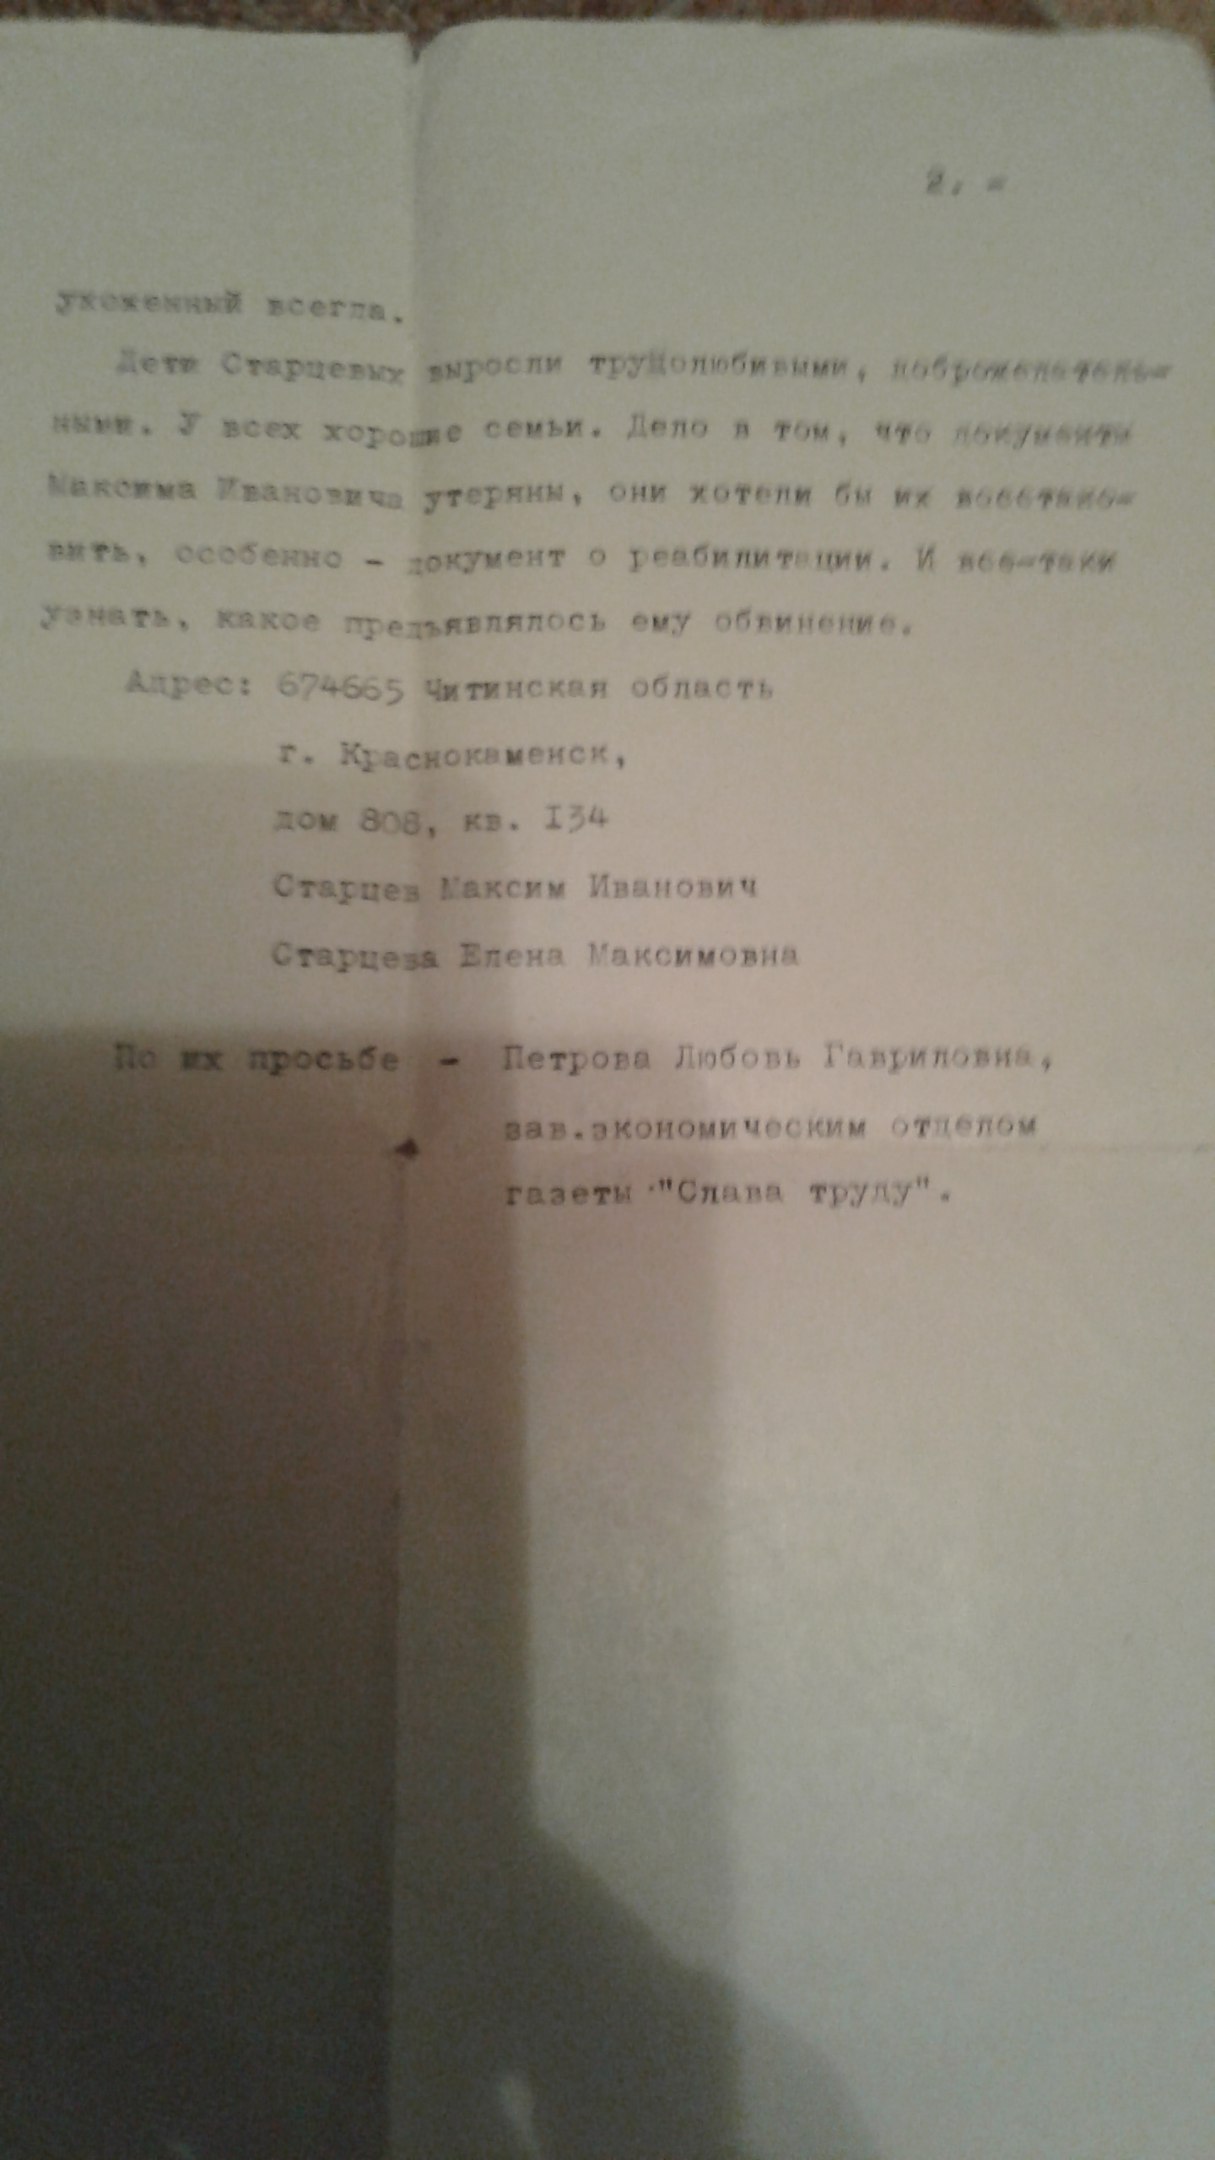 2. -
ухоженный всегда.
Дети Старцевых выросли трудолюбивыми, доброжелатель-
ными. У всех хорошие семьи. Дело в том, что документы
Максима Ивановича утеряны, они хотели бы их восстано-
вить, особенно - документ о реабилитации. И все-таки
узнать, какое предъявлялось ему обвинение.
Адрес: 674665 Читинская область
г. Краснокаменск,
дом 808, кв. I34
Старцев Максим Иванович
Старцева Елена Максимовна
По их просьбе - Петрова Любовь Гавриловна,
зав.экономическим отделом
газеты "Слава труду".